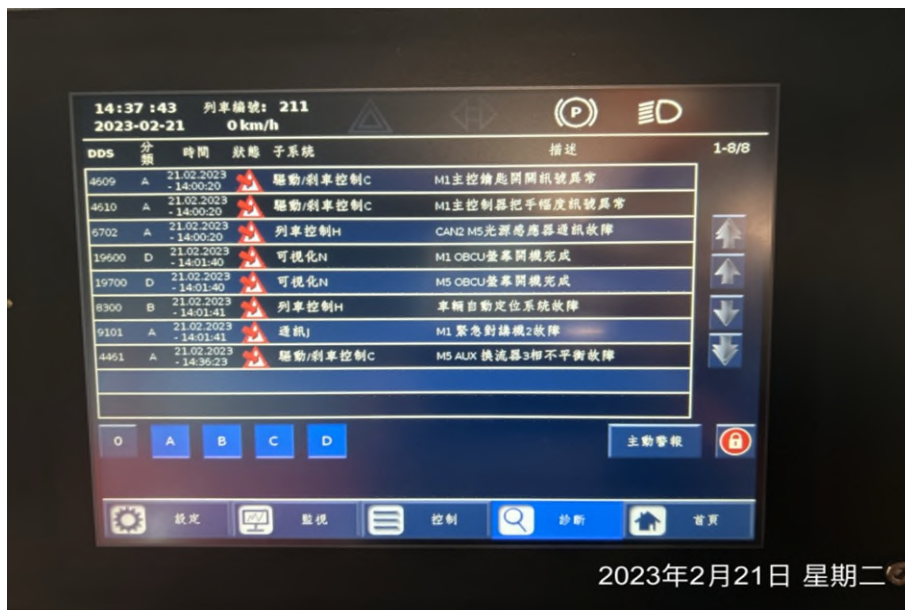 14:37 :43 列車編號: 211
2023-02-21 0 km/h
DDS 分類 時間 狀態 子系統 描述 1-8/8
4609 A 21.02.2023 - 14:00:20 驅動/剎車控制C M1主控鑰匙開關訊號異常
4610 A 21.02.2023 - 14:00:20 驅動/剎車控制C M1主控制器把手幅度訊號異常
6702 A 21.02.2023 - 14:00:20 列車控制H CAN2 M5光源感應器通訊故障
19600 D 21.02.2023 - 14:01:40 可視化N M1 OBCU螢幕開機完成
19700 D 21.02.2023 - 14:01:40 可視化N M5 OBCU螢幕開機完成
8300 B 21.02.2023 - 14:01:41 列車控制H 車輛自動定位系統故障
9101 A 21.02.2023 - 14:01:41 通訊J M1 緊急對講機2故障
4461 A 21.02.2023 - 14:36:23 驅動/剎車控制C M5 AUX 換流器3相不平衡故障
0 A B C D 主動警報
設定 監視 控制 診斷 首頁
2023年2月21日 星期二